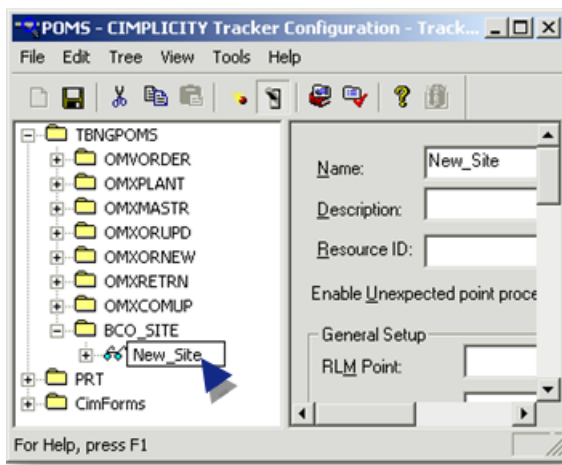 POMS - CIMPLICITY Tracker Configuration - Track...
File Edit Tree View Tools Help
TBNGPOMS
OMVORDER
OMXPLANT
OMXMASTR
OMXORUPD
OMXORNEW
OMXRETRN
OMXCOMUP
BCO_SITE
New_Site
PRT
CimForms
Name: New_Site
Description:
Resource ID:
Enable Unexpected point proce
General Setup
RLM Point:
For Help, press F1